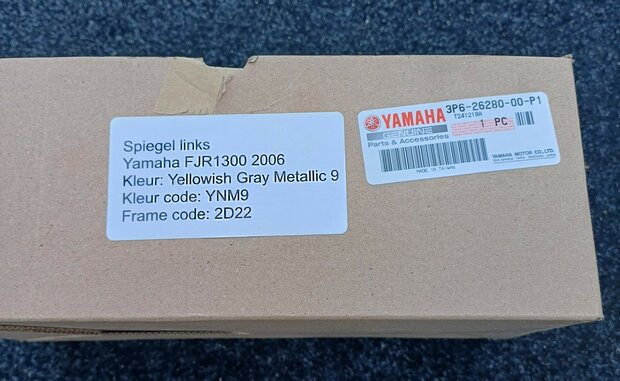 Spiegel links
Yamaha FJR1300 2006
Kleur: Yellowish Gray Metallic 9
Kleur code: YNM9
Frame code: 2D22
YAMAHA
GENUINE
Parts & Accessories
3P6-26280-00-P1
T241218A
1 PC
YAMAHA MOTOR CO.,LTD.
MADE IN TAIWAN